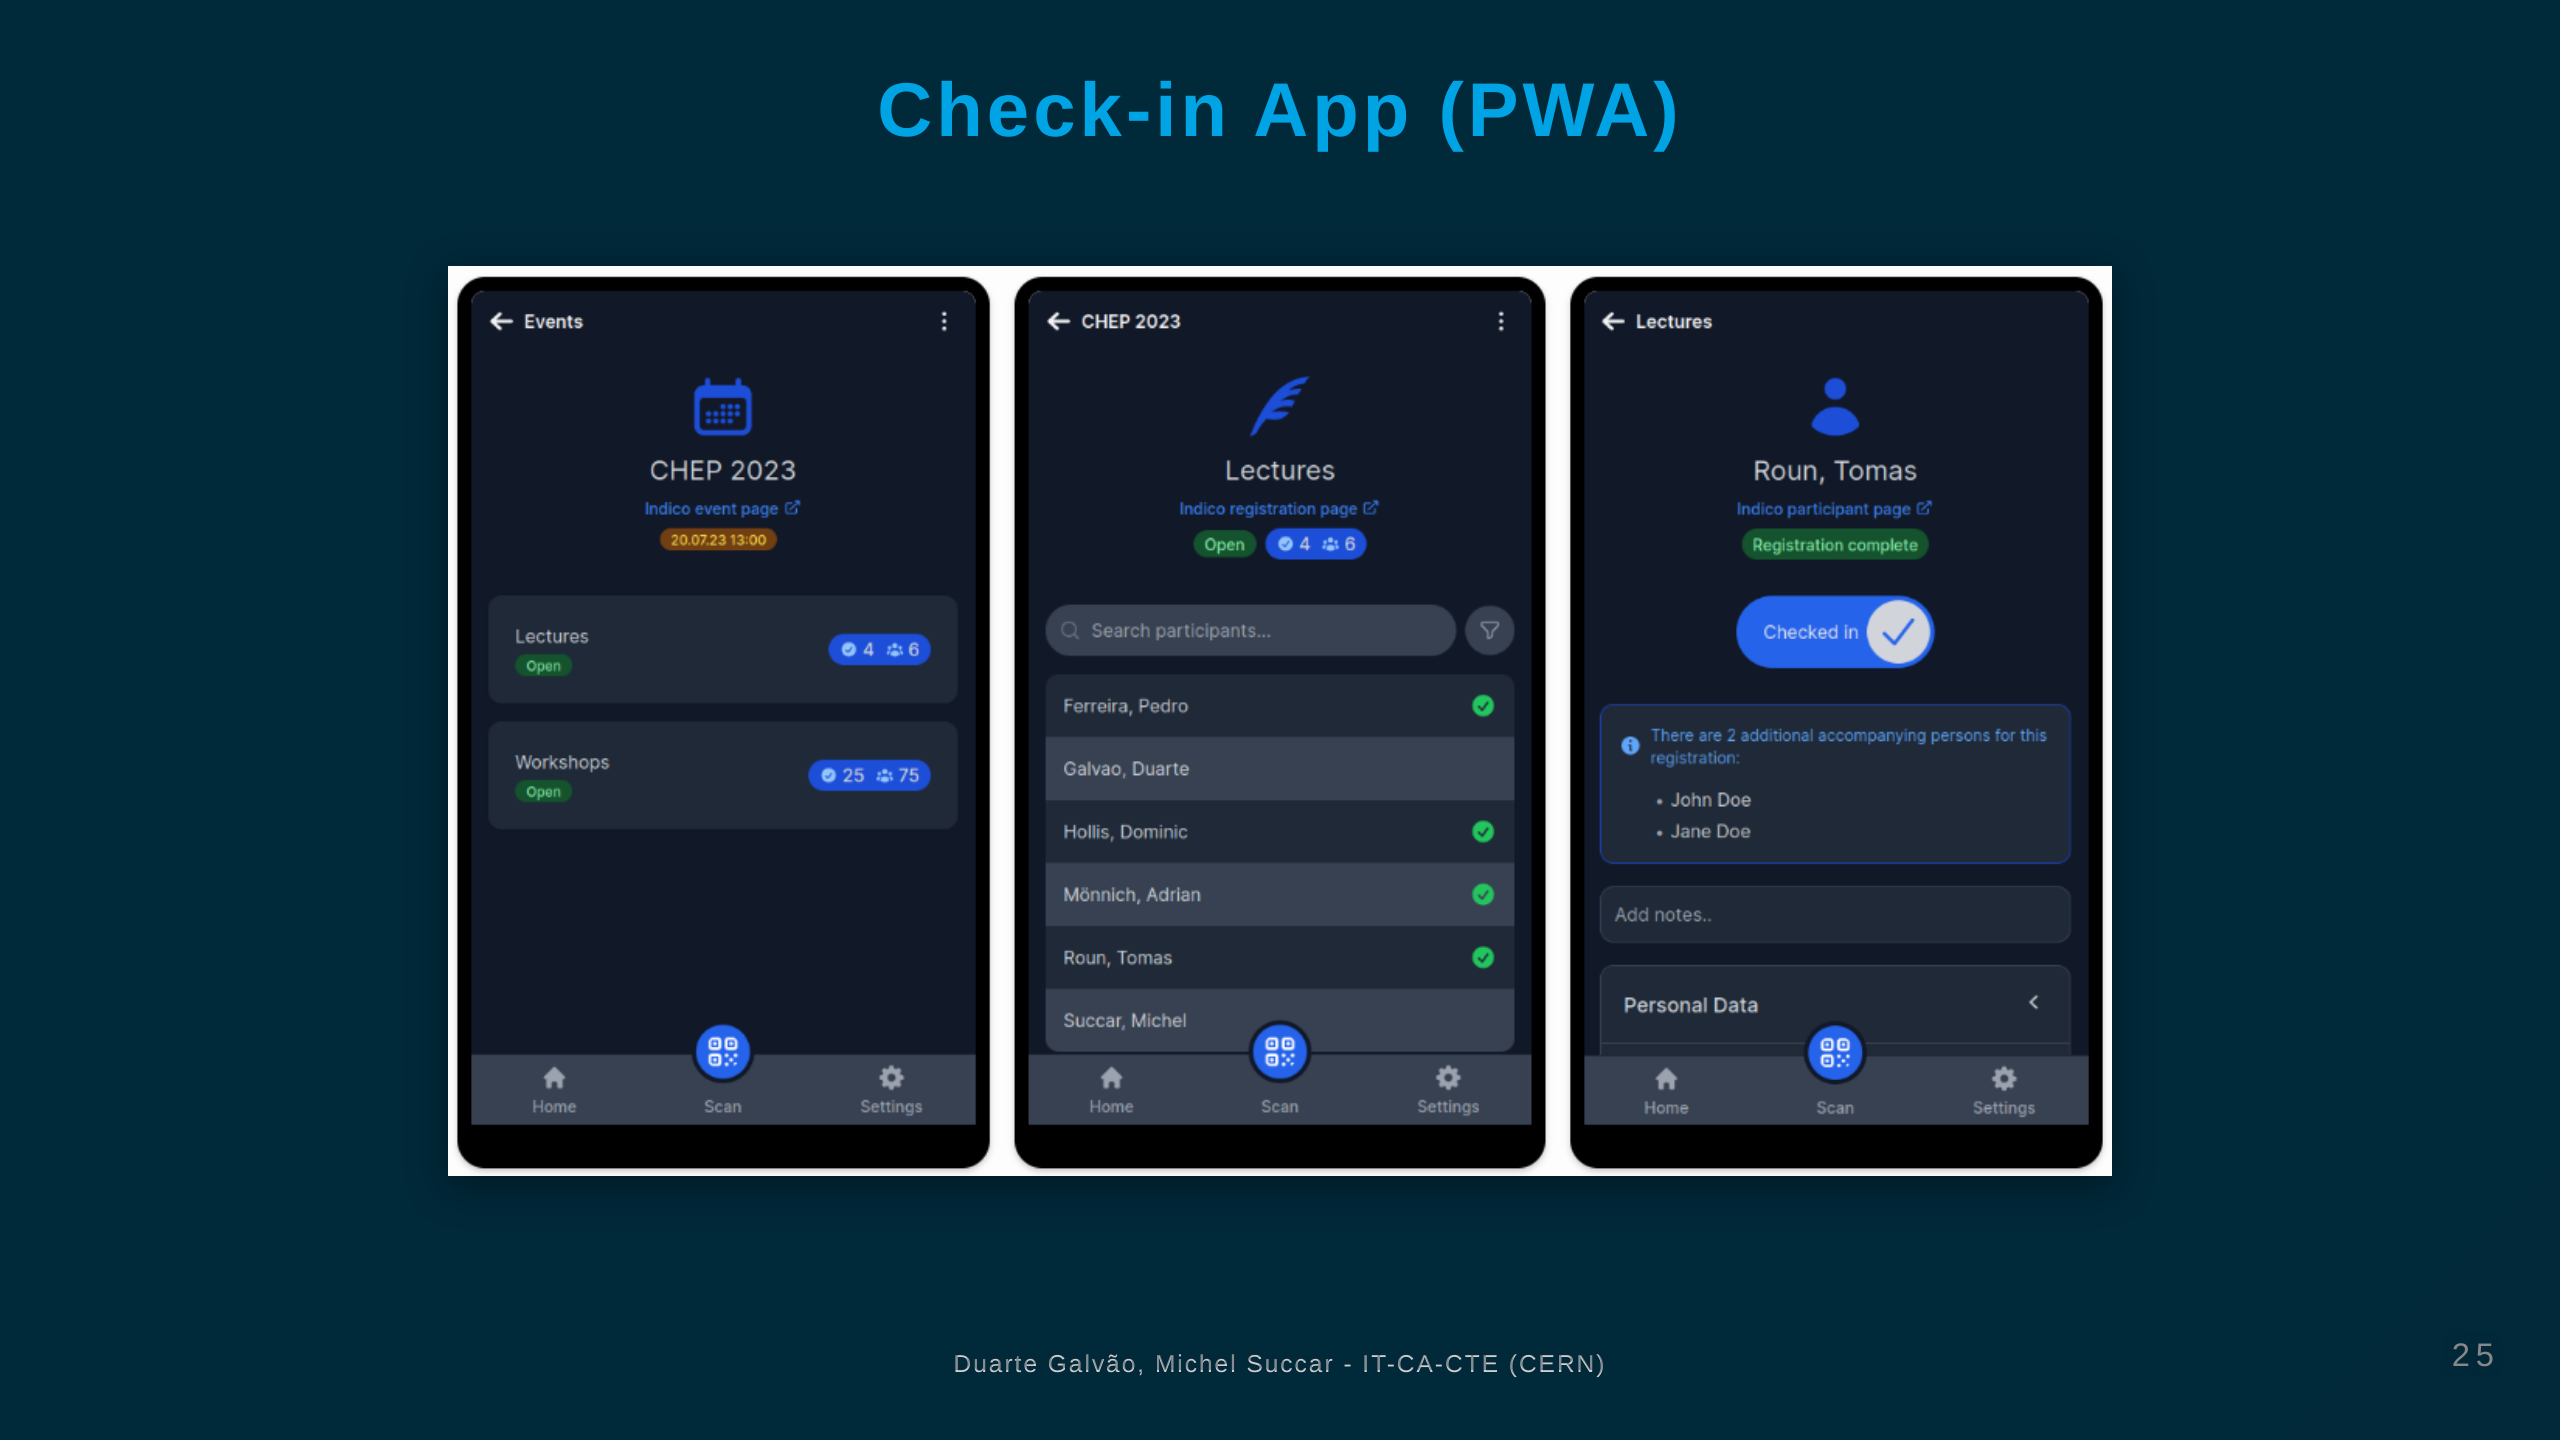 Check-in App (PWA)
Events
CHEP 2023
Indico event page
20.07.23 13:00
Lectures
Open
4 6
Workshops
Open
25 75
Home
Scan
Settings
CHEP 2023
Lectures
Indico registration page
Open 4 6
Search participants...
Ferreira, Pedro
Galvao, Duarte
Hollis, Dominic
Mönnich, Adrian
Roun, Tomas
Succar, Michel
Home
Scan
Settings
Lectures
Roun, Tomas
Indico participant page
Registration complete
Checked in
There are 2 additional accompanying persons for this
registration:
• John Doe
• Jane Doe
Add notes..
Personal Data
Home
Scan
Settings
Duarte Galvão, Michel Succar - IT-CA-CTE (CERN)
25